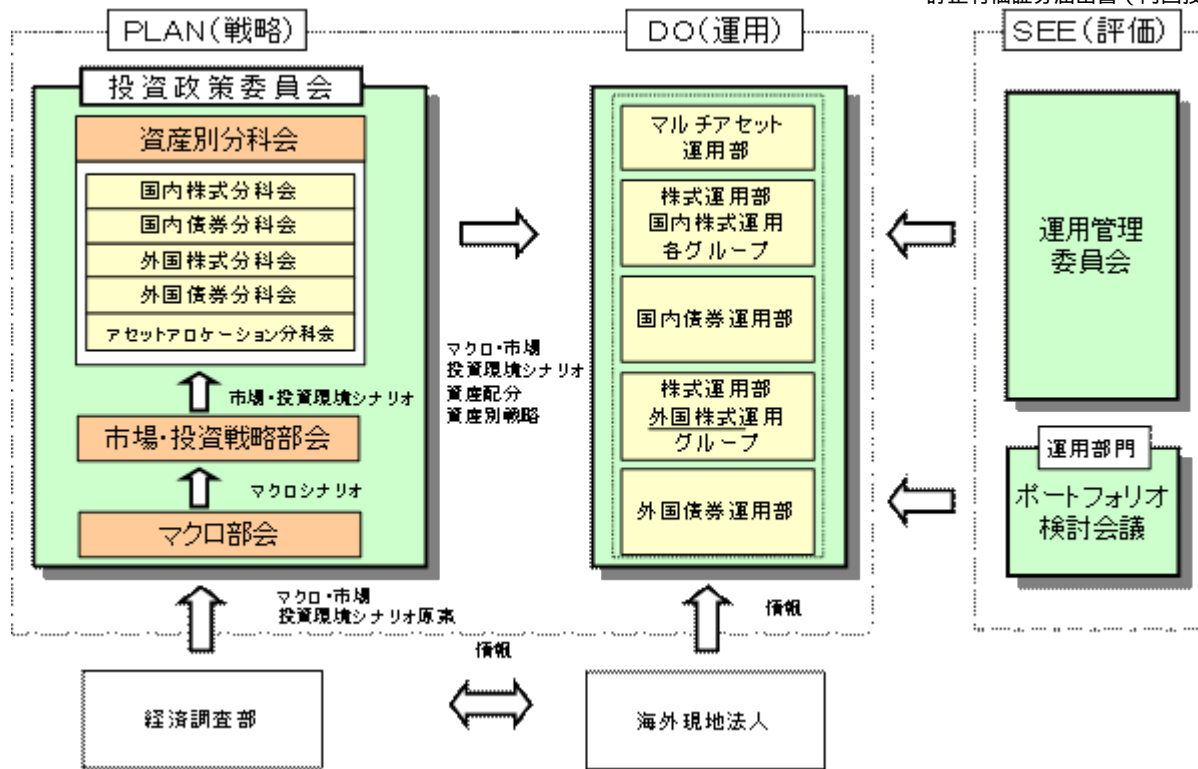 PLAN(戦略)
DO(運用)
SEE(評価)
投資政策委員会
資産別分科会
国内株式分科会
国内債券分科会
外国株式分科会
外国債券分科会
アセットアロケーション分科会
市場・投資環境シナリオ
市場・投資戦略部会
マクロシナリオ
マクロ部会
マクロ・市場
投資環境シナリオ
資産配分
資産別戦略
マルチアセット
運用部
株式運用部
国内株式運用
各グループ
国内債券運用部
株式運用部
外国株式運用
グループ
外国債券運用部
運用管理
委員会
運用部門
ポートフォリオ
検討会議
マクロ・市場
投資環境シナリオ原案
情報
情報
経済調査部
海外現地法人